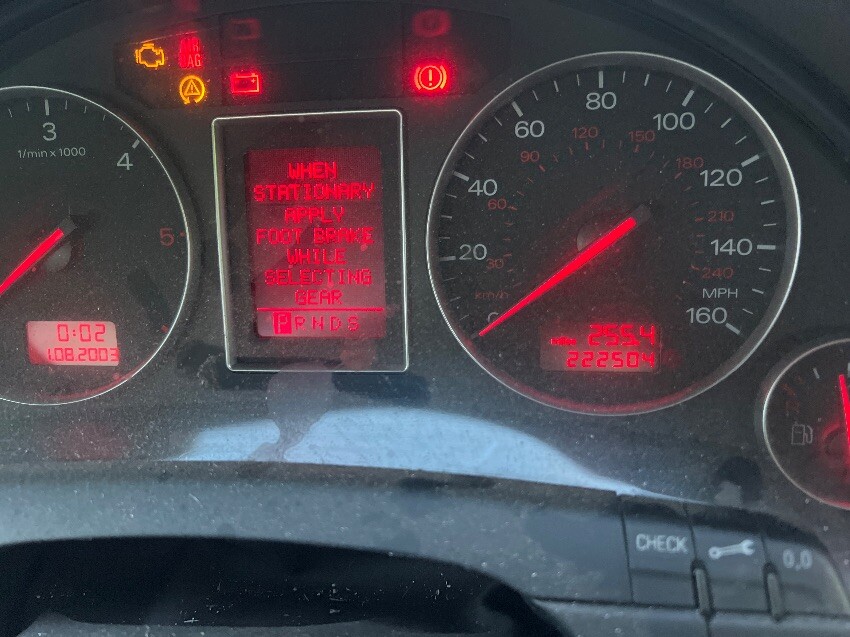 AIR
BAG
3
1/min x 1000
4
5
0:02
1.08.2003
WHEN
STATIONARY
APPLY
FOOT BRAKE
WHILE
SELECTING
GEAR
P R N D S
0
20
40
60
80
100
120
140
160
MPH
km/h
30
60
90
120
150
180
210
240
255.4
222504
CHECK
0,0